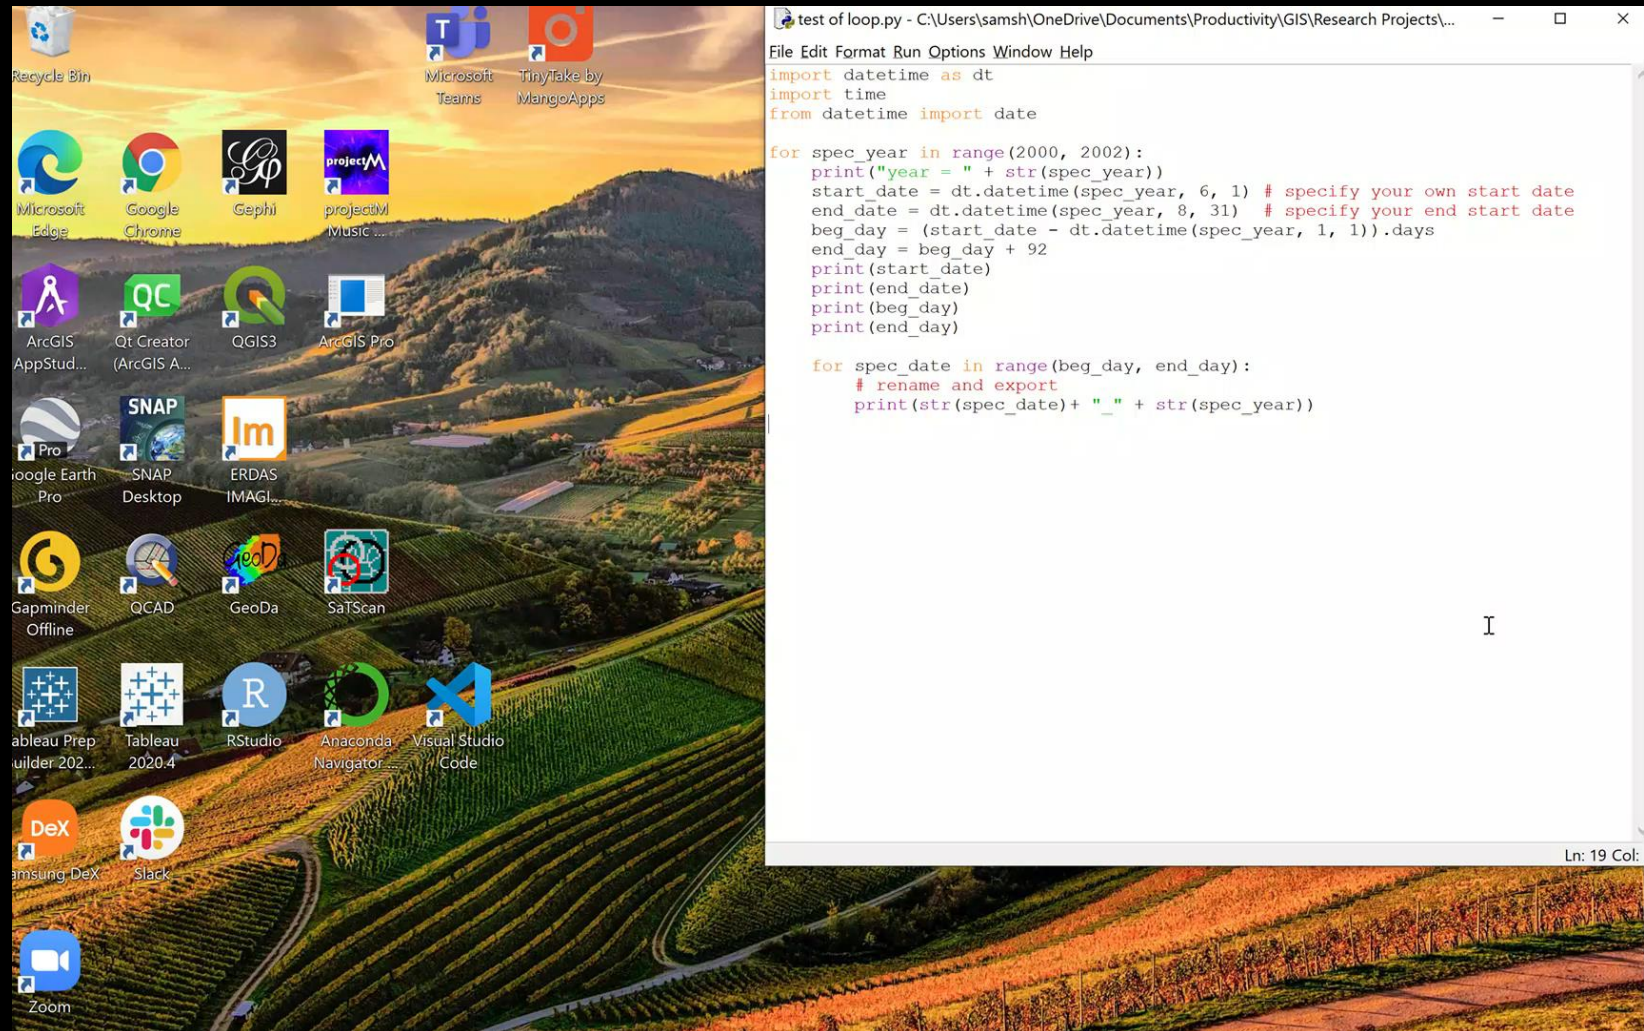 Recycle Bin
Microsoft
Teams
TinyTake by
MangoApps
Microsoft
Edge
Google
Chrome
Gephi
projectM
projectM
Music ...
ArcGIS
AppStud...
QC
Qt Creator
(ArcGIS A...
QGIS3
ArcGIS Pro
Pro
oogle Earth
Pro
SNAP
SNAP
Desktop
Im
ERDAS
IMAGI...
Gapminder
Offline
QCAD
GeoDa
GeoDa
SaTScan
ableau Prep
uilder 202...
Tableau
2020.4
R
RStudio
Anaconda
Navigator ...
Visual Studio
Code
DeX
amsung DeX
Slack
Zoom
test of loop.py - C:\Users\samsh\OneDrive\Documents\Productivity\GIS\Research Projects\...
File Edit Format Run Options Window Help
import datetime as dt
import time
from datetime import date
for spec_year in range(2000, 2002):
    print("year = " + str(spec_year))
    start_date = dt.datetime(spec_year, 6, 1) # specify your own start date
    end_date = dt.datetime(spec_year, 8, 31)  # specify your end start date
    beg_day = (start_date - dt.datetime(spec_year, 1, 1)).days
    end_day = beg_day + 92
    print(start_date)
    print(end_date)
    print(beg_day)
    print(end_day)
    for spec_date in range(beg_day, end_day):
        # rename and export
        print(str(spec_date)+ "_" + str(spec_year))
Ln: 19 Col: